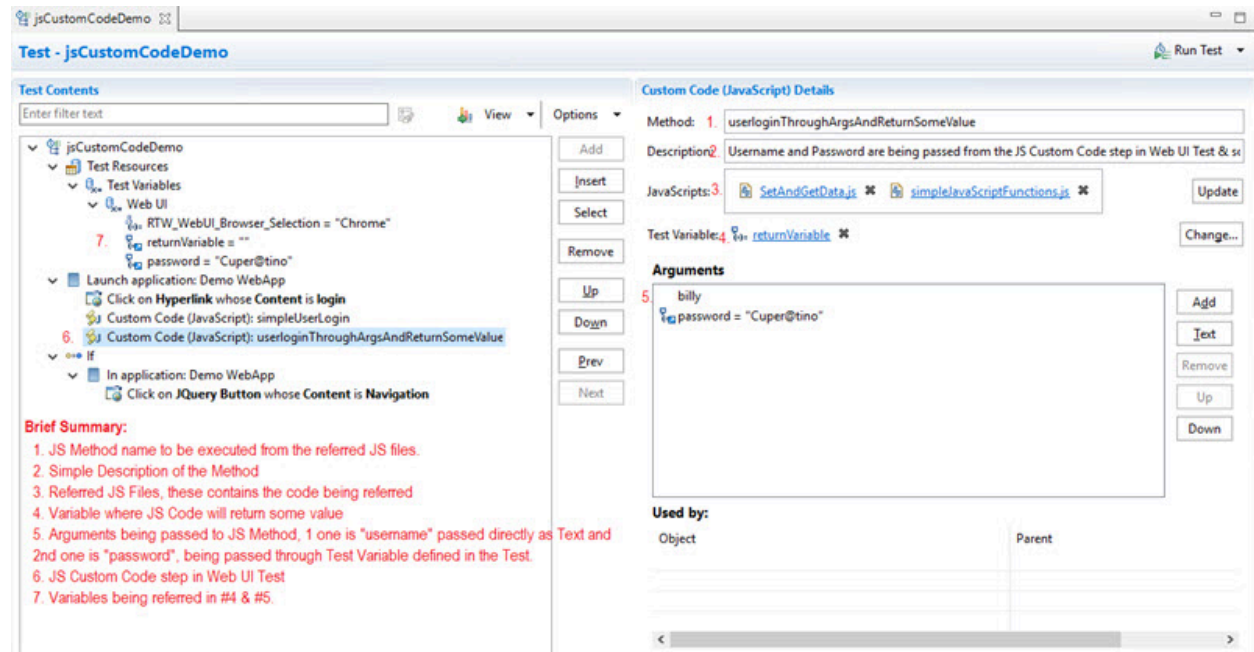 jsCustomCodeDemo
Test - jsCustomCodeDemo
Run Test
Test Contents
Enter filter text
View
Options
jsCustomCodeDemo
Test Resources
Test Variables
Web UI
RTW_WebUI_Browser_Selection = "Chrome"
7. returnVariable = ""
password = "Cuper@tino"
Launch application: Demo WebApp
Click on Hyperlink whose Content is login
Custom Code (JavaScript): simpleUserLogin
6. Custom Code (JavaScript): userloginThroughArgsAndReturnSomeValue
If
In application: Demo WebApp
Click on JQuery Button whose Content is Navigation
Add
Insert
Select
Remove
Up
Down
Prev
Next
Brief Summary:
1. JS Method name to be executed from the referred JS files.
2. Simple Description of the Method
3. Referred JS Files, these contains the code being referred
4. Variable where JS Code will return some value
5. Arguments being passed to JS Method, 1 one is "username" passed directly as Text and
2nd one is "password", being passed through Test Variable defined in the Test.
6. JS Custom Code step in Web UI Test
7. Variables being referred in #4 & #5.
Custom Code (JavaScript) Details
Method: 1. userloginThroughArgsAndReturnSomeValue
Description: 2. Username and Password are being passed from the JS Custom Code step in Web UI Test & se
JavaScripts: 3. SetAndGetData.js simpleJavaScriptFunctions.js
Update
Test Variable: 4. returnVariable
Change...
Arguments
5. billy
password = "Cuper@tino"
Add
Text
Remove
Up
Down
Used by:
Object Parent